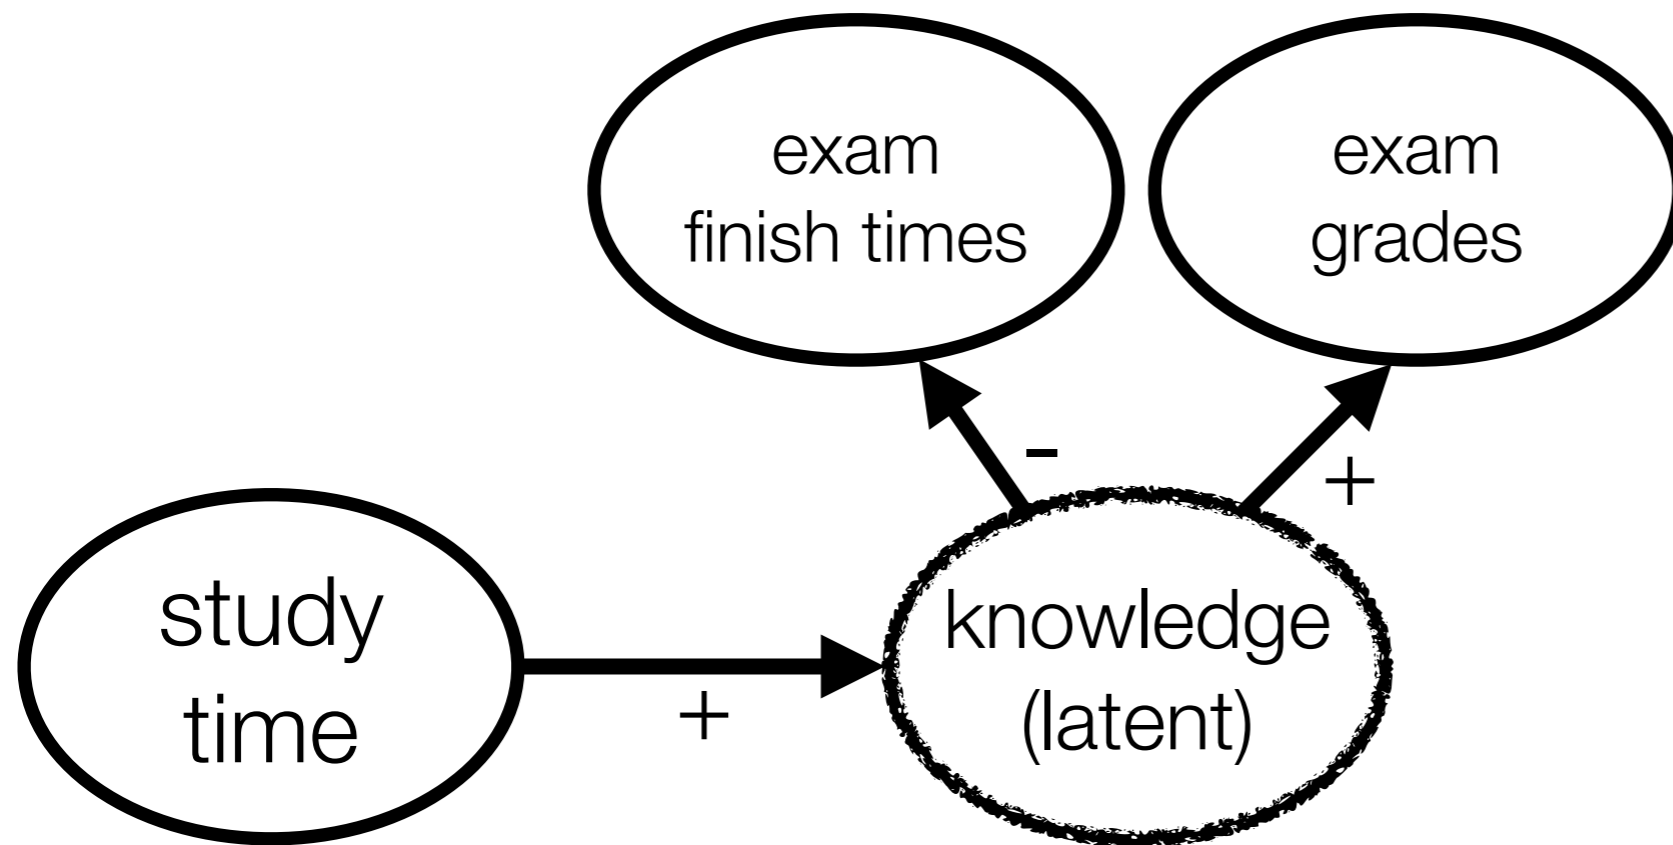 exam
finish times
exam
grades
-
+
study
time
+
knowledge
(latent)